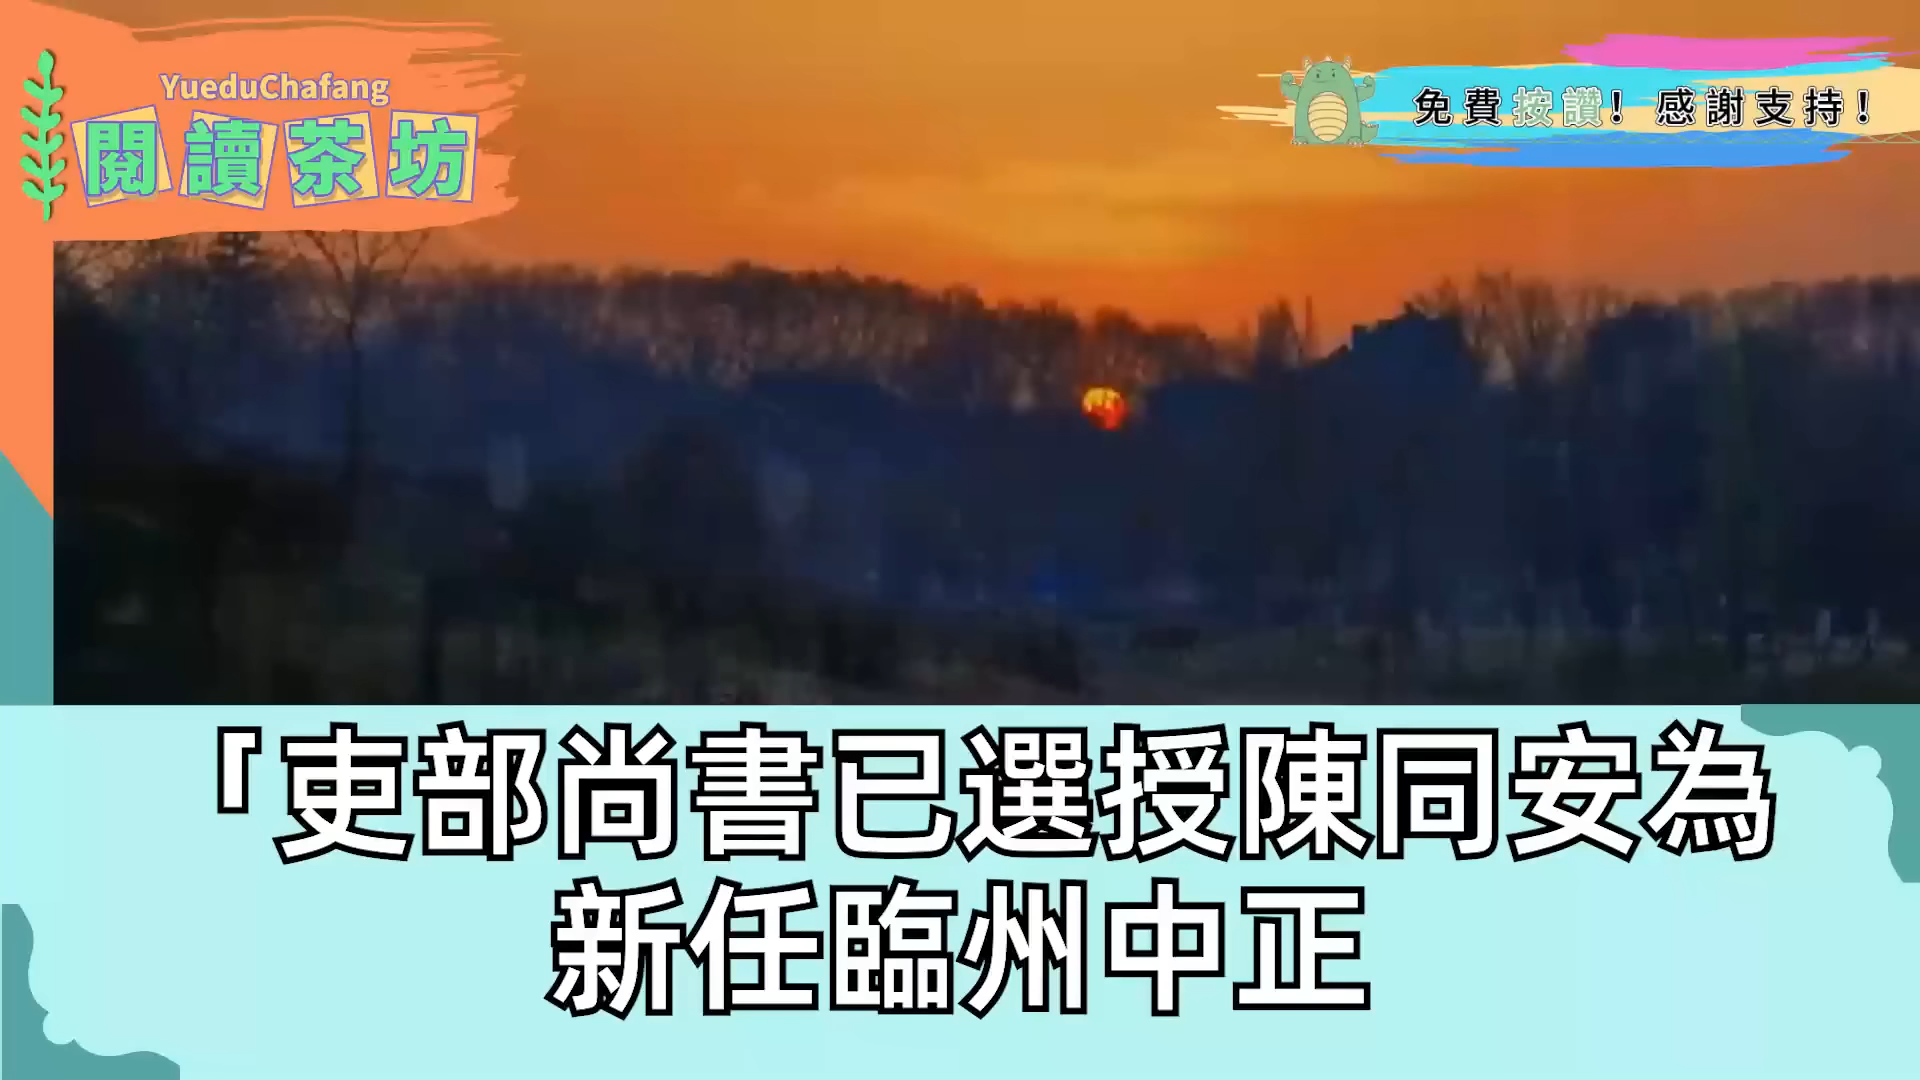 YueduChafang
閱讀茶坊
免費按讚！感謝支持！
「吏部尚書已選授陳同安為
新任臨州中正